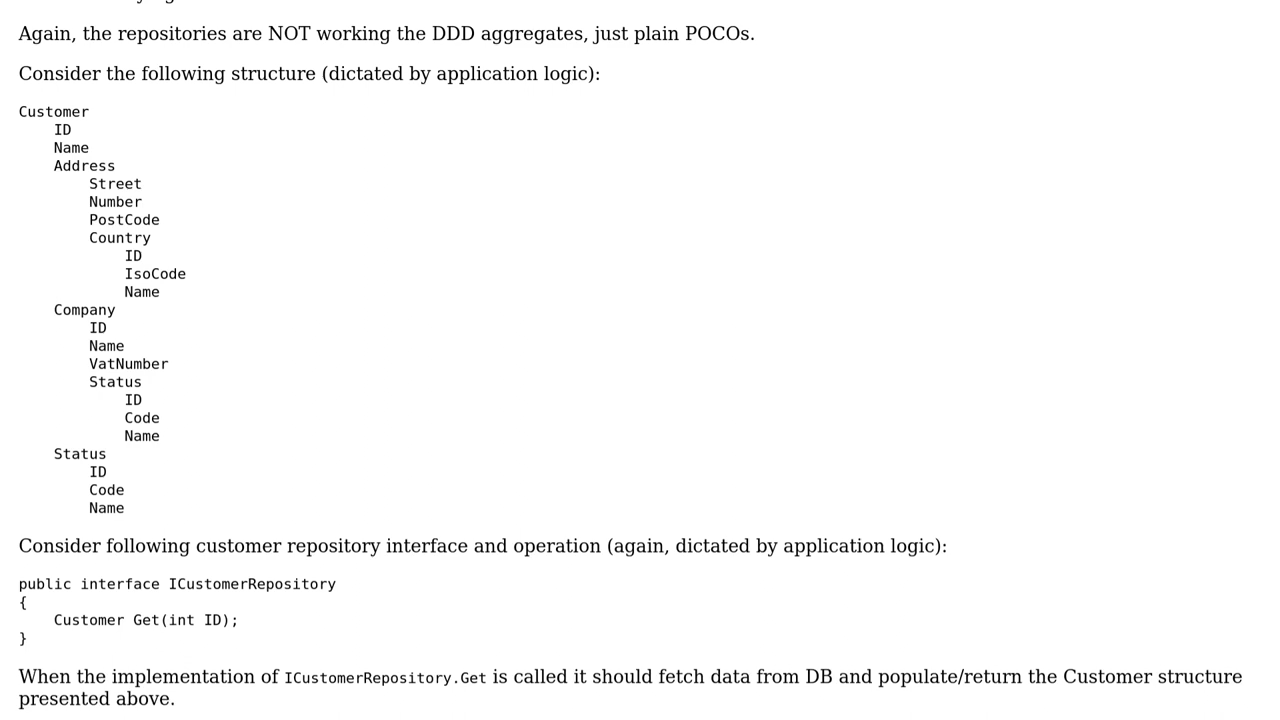 Again, the repositories are NOT working the DDD aggregates, just plain POCOs.
Consider the following structure (dictated by application logic):
Customer
    ID
    Name
    Address
        Street
        Number
        PostCode
        Country
            ID
            IsoCode
            Name
    Company
        ID
        Name
        VatNumber
        Status
            ID
            Code
            Name
    Status
        ID
        Code
        Name
Consider following customer repository interface and operation (again, dictated by application logic):
public interface ICustomerRepository
{
    Customer Get(int ID);
}
When the implementation of ICustomerRepository.Get is called it should fetch data from DB and populate/return the Customer structure
presented above.